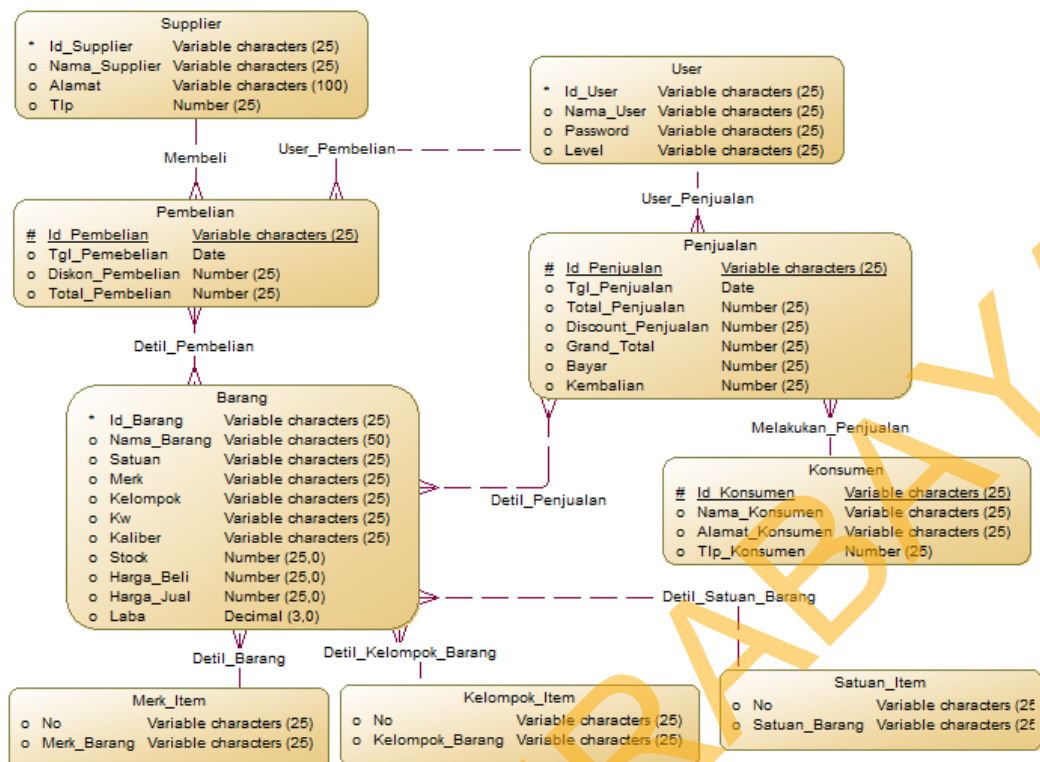 Supplier
* Id_Supplier Variable characters (25)
o Nama_Supplier Variable characters (25)
o Alamat Variable characters (100)
o Tlp Number (25)
Membeli
User_Pembelian
User
* Id_User Variable characters (25)
o Nama_User Variable characters (25)
o Password Variable characters (25)
o Level Variable characters (25)
User_Penjualan
Pembelian
# Id_Pembelian Variable characters (25)
o Tgl_Pemebelian Date
o Diskon_Pembelian Number (25)
o Total_Pembelian Number (25)
Detil_Pembelian
Penjualan
# Id_Penjualan Variable characters (25)
o Tgl_Penjualan Date
o Total_Penjualan Number (25)
o Discount_Penjualan Number (25)
o Grand_Total Number (25)
o Bayar Number (25)
o Kembalian Number (25)
Melakukan_Penjualan
Barang
* Id_Barang Variable characters (25)
o Nama_Barang Variable characters (50)
o Satuan Variable characters (25)
o Merk Variable characters (25)
o Kelompok Variable characters (25)
o Kw Variable characters (25)
o Kaliber Variable characters (25)
o Stock Number (25,0)
o Harga_Beli Number (25,0)
o Harga_Jual Number (25,0)
o Laba Decimal (3,0)
Detil_Penjualan
Konsumen
# Id_Konsumen Variable characters (25)
o Nama_Konsumen Variable characters (25)
o Alamat_Konsumen Variable characters (25)
o Tlp_Konsumen Number (25)
Detil_Satuan_Barang
Detil_Barang
Detil_Kelompok_Barang
Merk_Item
o No Variable characters (25)
o Merk_Barang Variable characters (25)
Kelompok_Item
o No Variable characters (25)
o Kelompok_Barang Variable characters (25)
Satuan_Item
o No Variable characters (25
o Satuan_Barang Variable characters (25
RABAYA